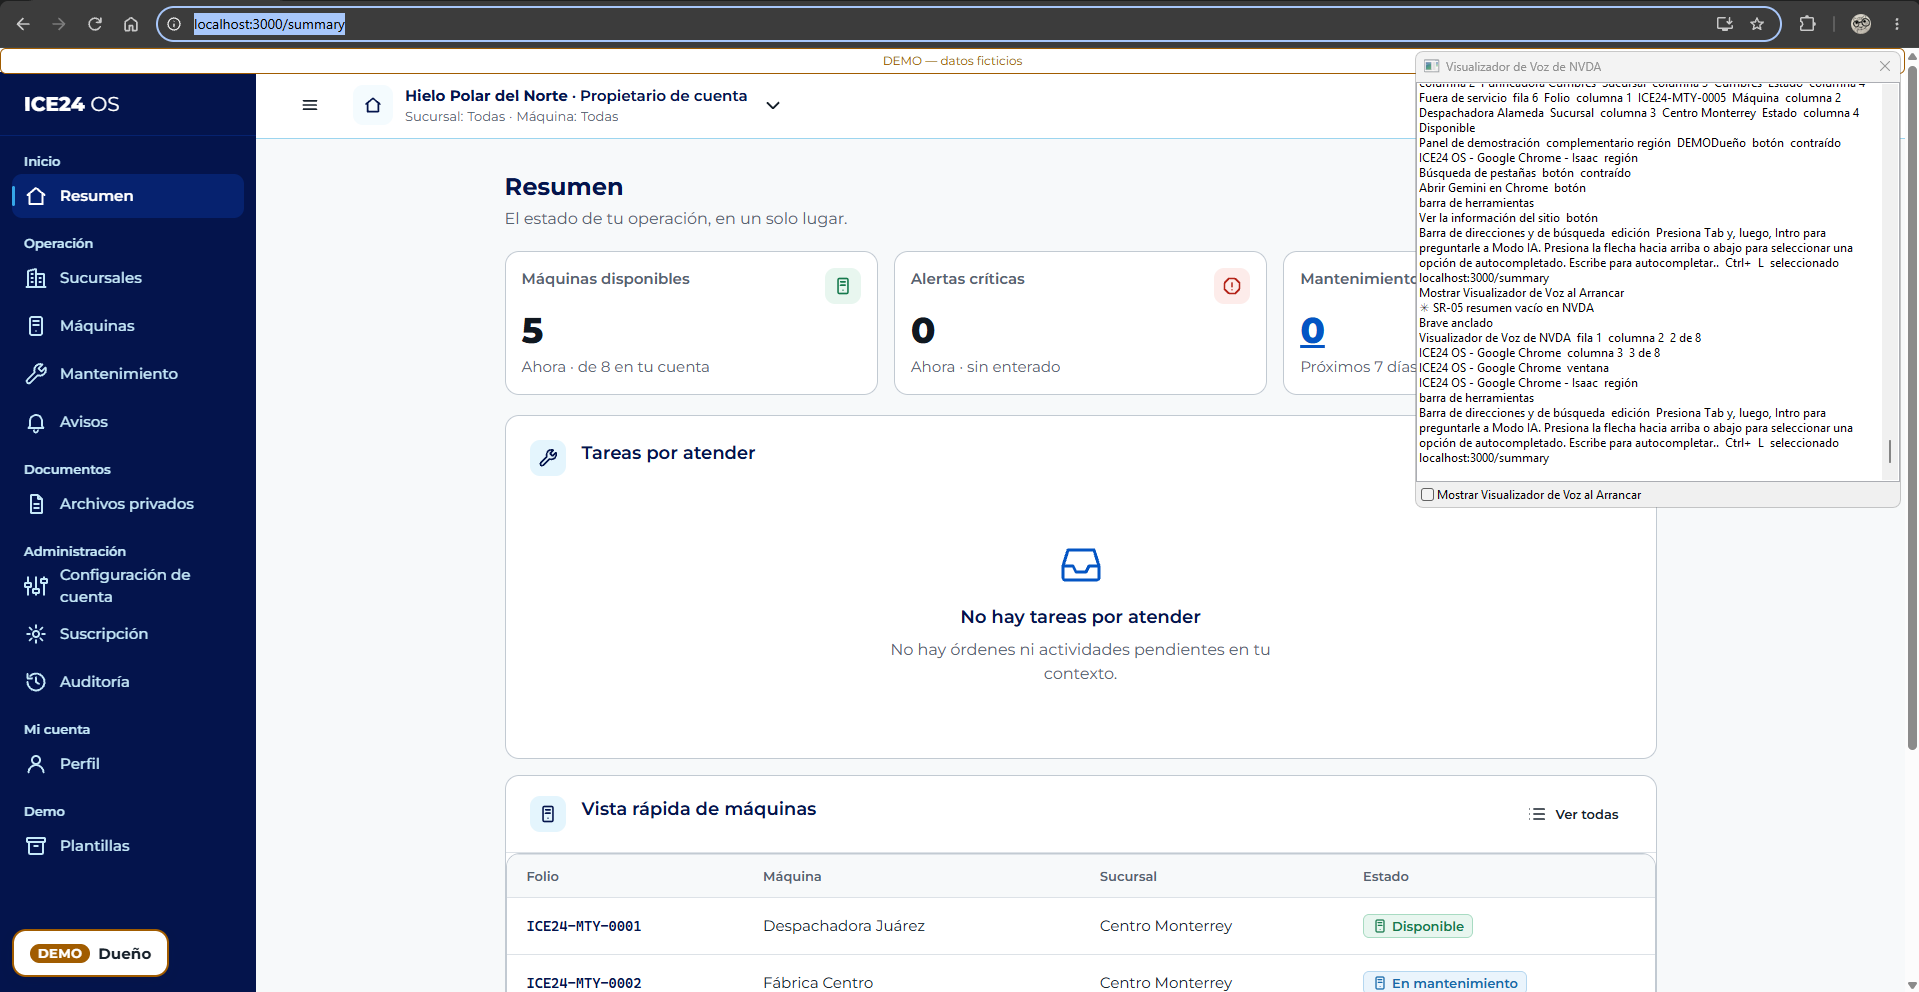 localhost:3000/summary
DEMO — datos ficticios
ICE24 OS
Inicio
Resumen
Operación
Sucursales
Máquinas
Mantenimiento
Avisos
Documentos
Archivos privados
Administración
Configuración de
cuenta
Suscripción
Auditoría
Mi cuenta
Perfil
Demo
Plantillas
DEMO Dueño
Hielo Polar del Norte · Propietario de cuenta
Sucursal: Todas · Máquina: Todas
Resumen
El estado de tu operación, en un solo lugar.
Máquinas disponibles
5
Ahora · de 8 en tu cuenta
Alertas críticas
0
Ahora · sin enterado
Mantenimiento
0
Próximos 7 días
Tareas por atender
No hay tareas por atender
No hay órdenes ni actividades pendientes en tu
contexto.
Vista rápida de máquinas
Ver todas
Folio Máquina Sucursal Estado
ICE24-MTY-0001 Despachadora Juárez Centro Monterrey Disponible
ICE24-MTY-0002 Fábrica Centro Centro Monterrey En mantenimiento
Visualizador de Voz de NVDA
columna 2 Purificadora Cumbres Sucursal columna 3 Cumbres Estado columna 4
Fuera de servicio fila 6 Folio columna 1 ICE24-MTY-0005 Máquina columna 2
Despachadora Alameda Sucursal columna 3 Centro Monterrey Estado columna 4
Disponible
Panel de demostración complementario región DEMODueño botón contraído
ICE24 OS - Google Chrome - Isaac región
Búsqueda de pestañas botón contraído
Abrir Gemini en Chrome botón
barra de herramientas
Ver la información del sitio botón
Barra de direcciones y de búsqueda edición Presiona Tab y, luego, Intro para
preguntarle a Modo IA. Presiona la flecha hacia arriba o abajo para seleccionar una
opción de autocompletado. Escribe para autocompletar.. Ctrl+ L seleccionado
localhost:3000/summary
Mostrar Visualizador de Voz al Arrancar
✳ SR-05 resumen vacío en NVDA
Brave anclado
Visualizador de Voz de NVDA fila 1 columna 2 2 de 8
ICE24 OS - Google Chrome columna 3 3 de 8
ICE24 OS - Google Chrome ventana
ICE24 OS - Google Chrome - Isaac región
barra de herramientas
Barra de direcciones y de búsqueda edición Presiona Tab y, luego, Intro para
preguntarle a Modo IA. Presiona la flecha hacia arriba o abajo para seleccionar una
opción de autocompletado. Escribe para autocompletar.. Ctrl+ L seleccionado
localhost:3000/summary
Mostrar Visualizador de Voz al Arrancar